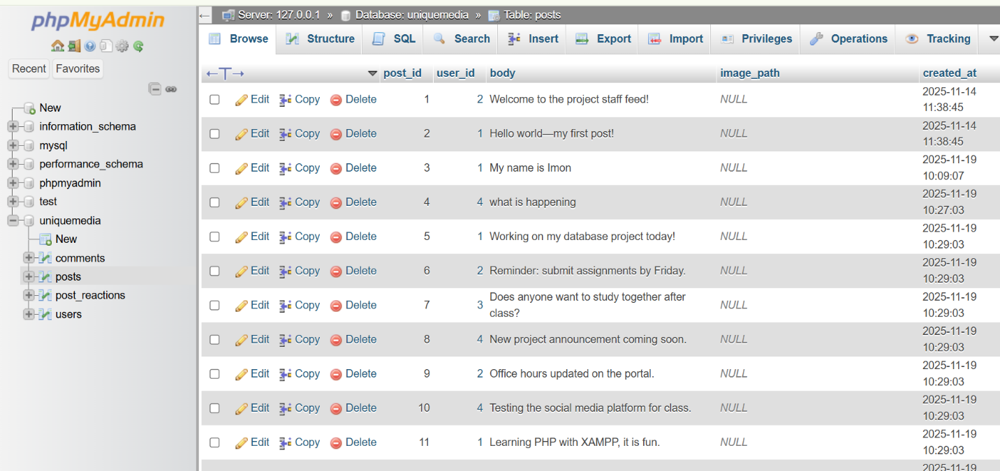 phpMyAdmin
Recent Favorites
New
information_schema
mysql
performance_schema
phpmyadmin
test
uniquemedia
New
comments
posts
post_reactions
users
Server: 127.0.0.1 » Database: uniquemedia » Table: posts
Browse Structure SQL Search Insert Export Import Privileges Operations Tracking
post_id user_id body image_path created_at
Edit Copy Delete 1 2 Welcome to the project staff feed! NULL 2025-11-14
11:38:45
Edit Copy Delete 2 1 Hello world—my first post! NULL 2025-11-14
11:38:45
Edit Copy Delete 3 1 My name is Imon NULL 2025-11-19
10:09:07
Edit Copy Delete 4 4 what is happening NULL 2025-11-19
10:27:03
Edit Copy Delete 5 1 Working on my database project today! NULL 2025-11-19
10:29:03
Edit Copy Delete 6 2 Reminder: submit assignments by Friday. NULL 2025-11-19
10:29:03
Edit Copy Delete 7 3 Does anyone want to study together after
class? NULL 2025-11-19
10:29:03
Edit Copy Delete 8 4 New project announcement coming soon. NULL 2025-11-19
10:29:03
Edit Copy Delete 9 2 Office hours updated on the portal. NULL 2025-11-19
10:29:03
Edit Copy Delete 10 4 Testing the social media platform for class. NULL 2025-11-19
10:29:03
Edit Copy Delete 11 1 Learning PHP with XAMPP, it is fun. NULL 2025-11-19
10:29:03
2025-11-19